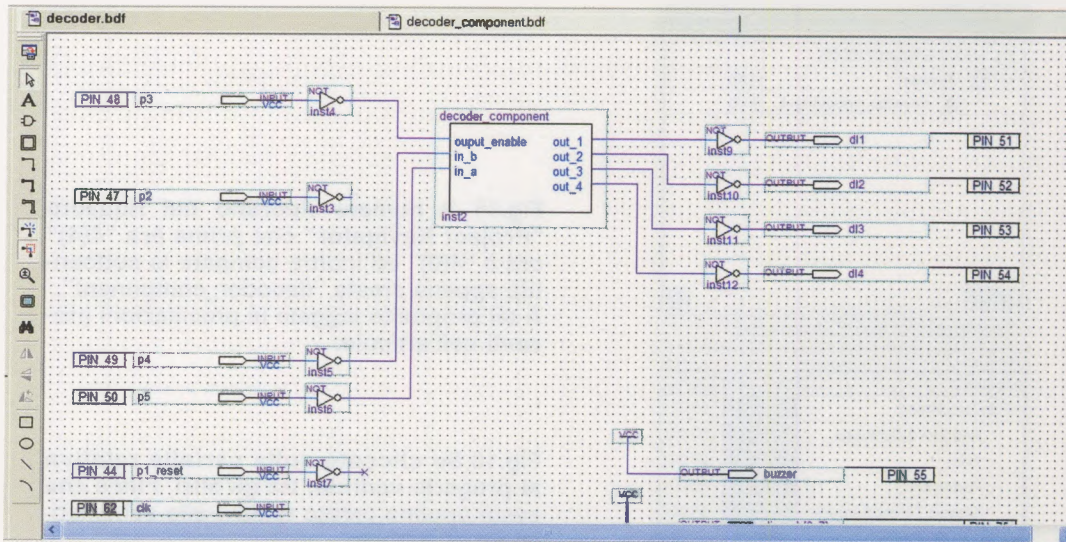 decoder.bdf
decoder_component.bdf
PIN 48 p3 INPUT VCC NOT inst4
decoder_component
ouput_enable out_1
in_b out_2
in_a out_3
out_4
inst2
NOT inst9 OUTPUT dl1 PIN 51
PIN 47 p2 INPUT VCC NOT inst3
NOT inst10 OUTPUT dl2 PIN 52
NOT inst11 OUTPUT dl3 PIN 53
NOT inst12 OUTPUT dl4 PIN 54
PIN 49 p4 INPUT VCC NOT inst5
PIN 50 p5 INPUT VCC NOT inst6
VCC
PIN 44 p1_reset INPUT VCC NOT inst7
OUTPUT buzzer PIN 55
VCC
PIN 62 clk INPUT VCC
OUTPUT